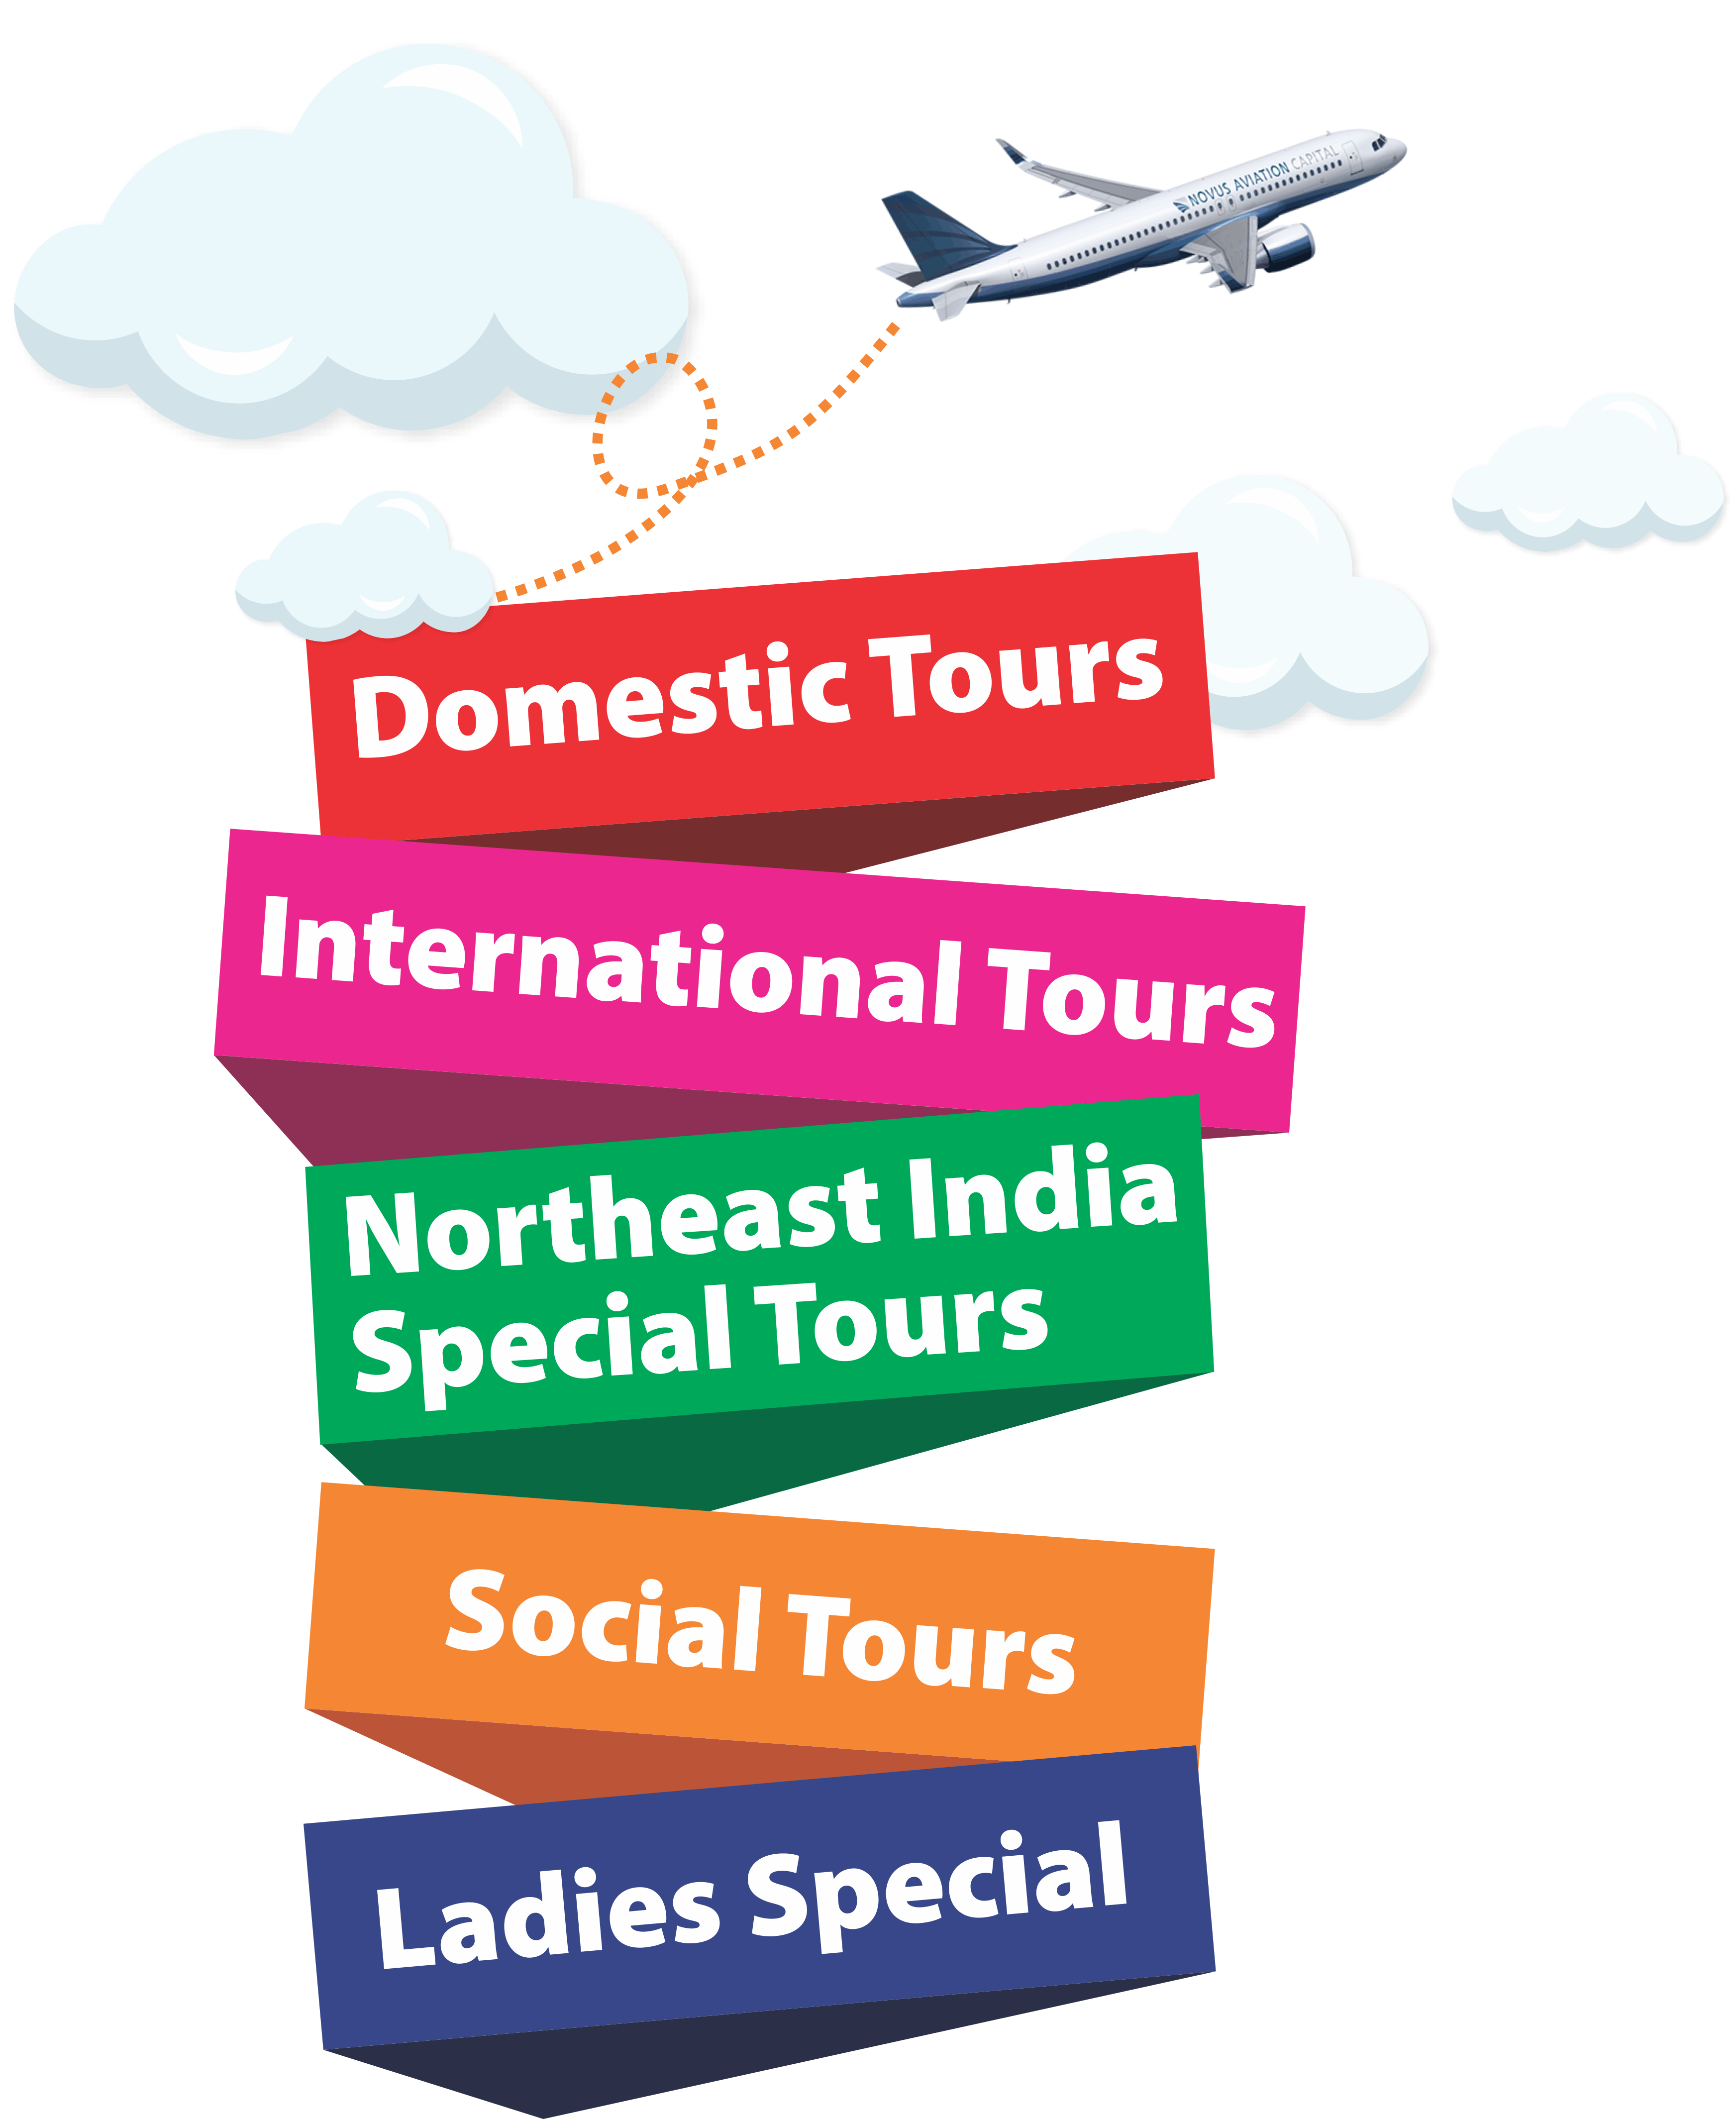 NOVUS AVIATION CAPITAL
Domestic Tours
International Tours
Northeast India
Special Tours
Social Tours
Ladies Special